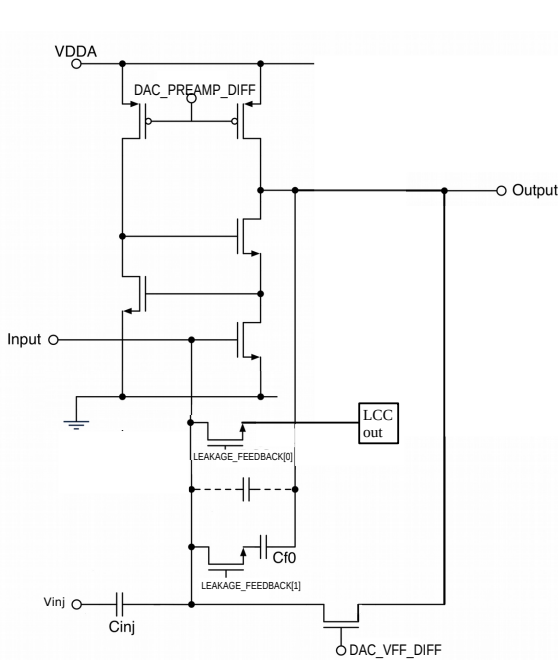 VDDA
DAC_PREAMP_DIFF
Output
Input
LCC
out
LEAKAGE_FEEDBACK[0]
Cf0
LEAKAGE_FEEDBACK[1]
Vinj
Cinj
DAC_VFF_DIFF